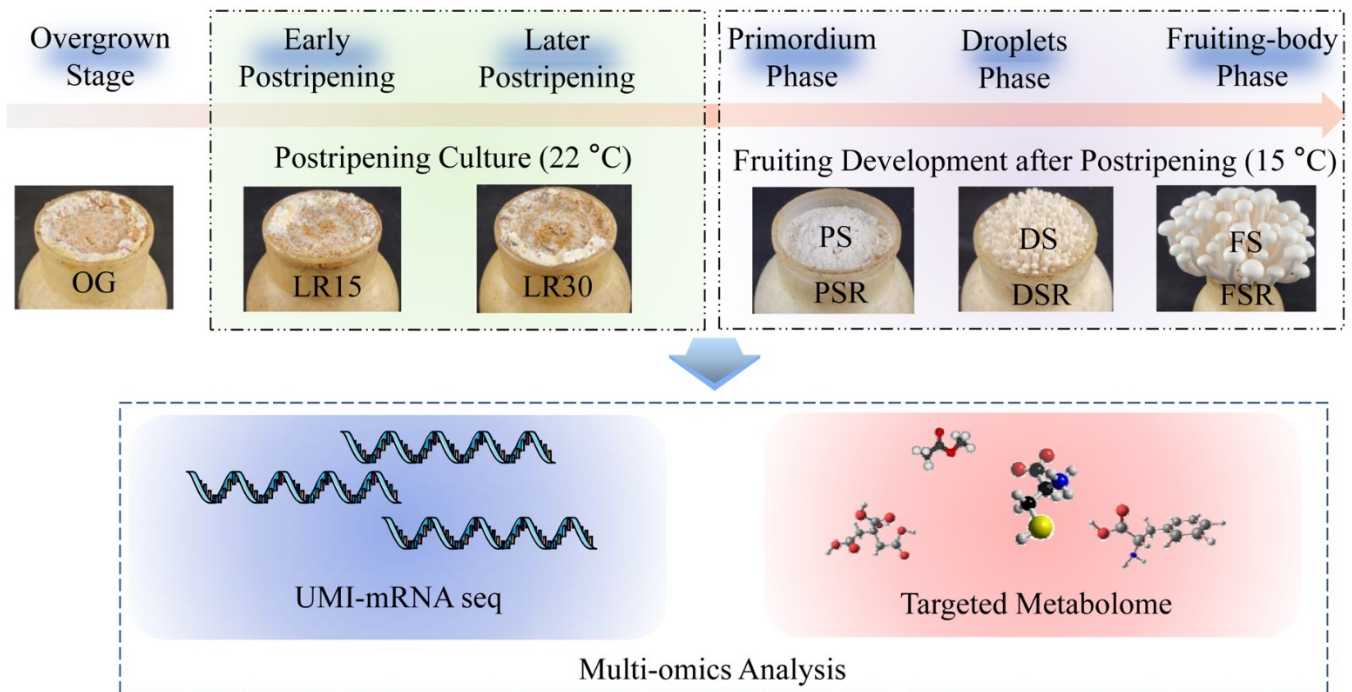 Overgrown
Stage
Early
Postripening
Later
Postripening
Primordium
Phase
Droplets
Phase
Fruiting-body
Phase
Postripening Culture (22 °C)
Fruiting Development after Postripening (15 °C)
OG
LR15
LR30
PS
PSR
DS
DSR
FS
FSR
UMI-mRNA seq
Targeted Metabolome
Multi-omics Analysis